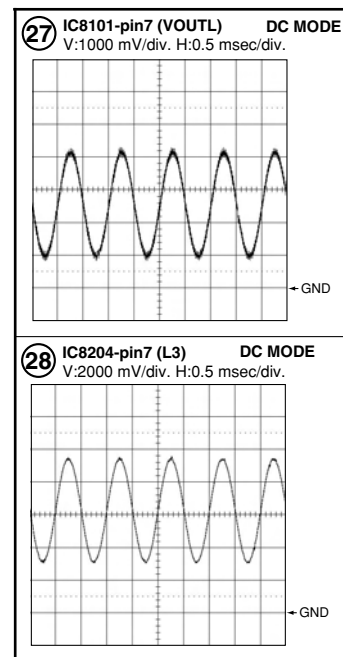 27 IC8101-pin7 (VOUTL) DC MODE
V:1000 mV/div. H:0.5 msec/div.
GND
28 IC8204-pin7 (L3) DC MODE
V:2000 mV/div. H:0.5 msec/div.
GND